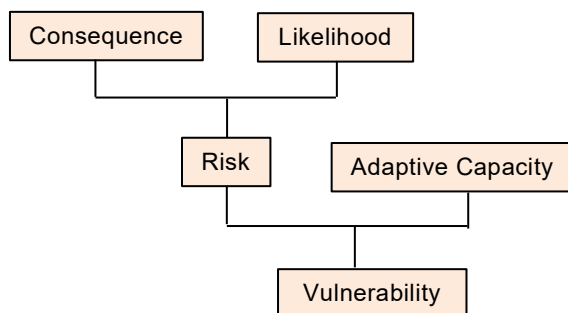 Consequence
Likelihood
Risk
Adaptive Capacity
Vulnerability